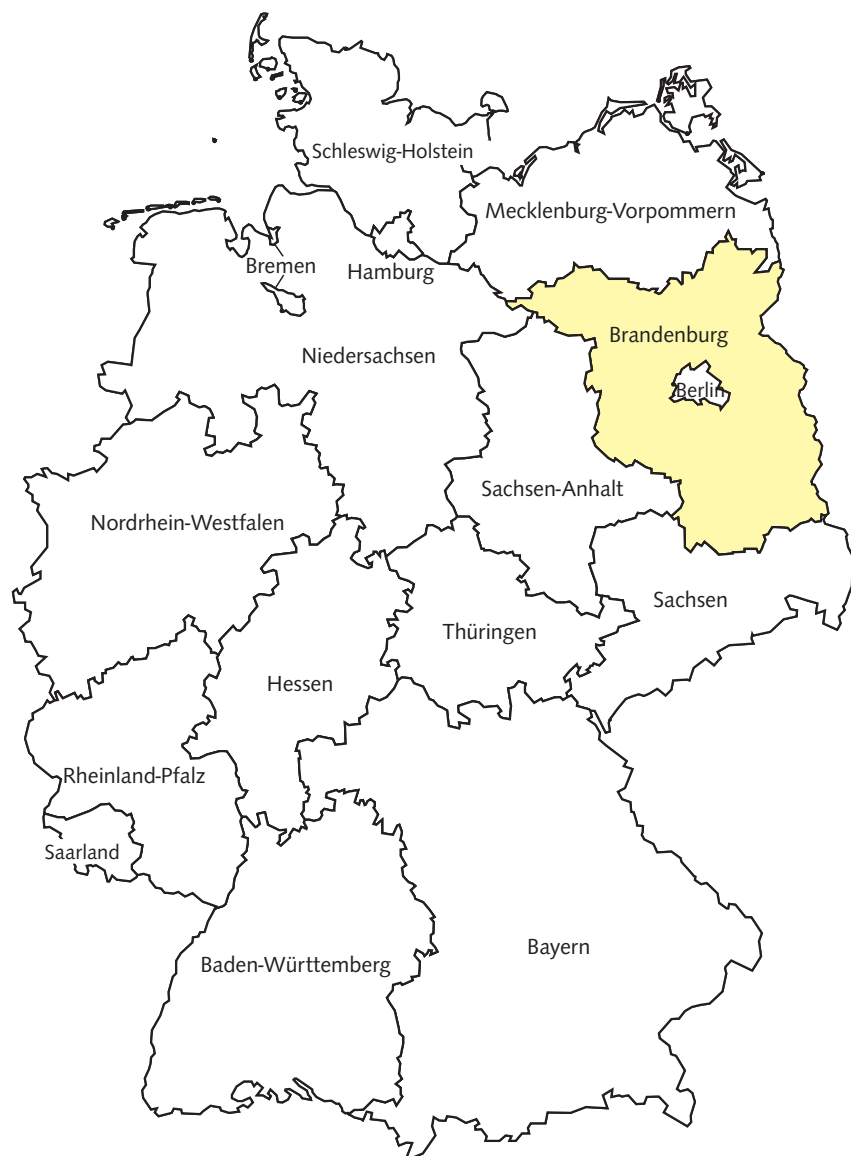 Schleswig-Holstein
Mecklenburg-Vorpommern
Bremen
Hamburg
Brandenburg
Niedersachsen
Berlin
Sachsen-Anhalt
Nordrhein-Westfalen
Sachsen
Thüringen
Hessen
Rheinland-Pfalz
Saarland
Bayern
Baden-Württemberg